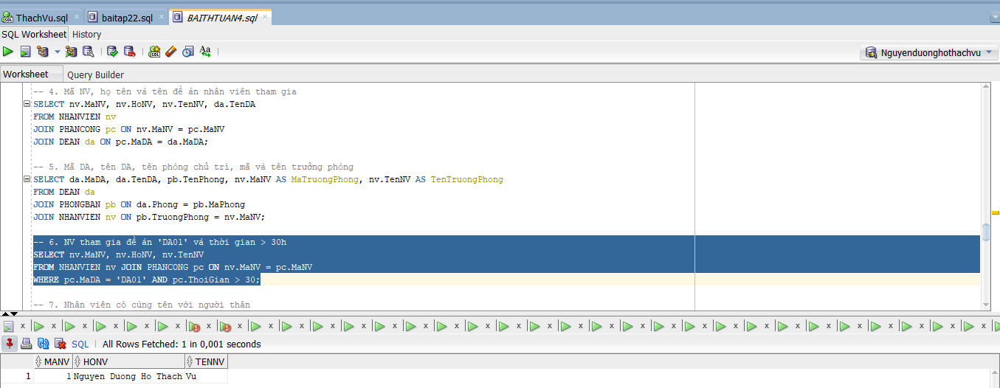 ThachVu.sql × baitap22.sql × BAITHTUAN4.sql ×
SQL Worksheet History
Nguyenduonghothachvu
Worksheet Query Builder
-- 4. Mã NV, họ tên và tên đề án nhân viên tham gia
SELECT nv.MaNV, nv.HoNV, nv.TenNV, da.TenDA
FROM NHANVIEN nv
JOIN PHANCONG pc ON nv.MaNV = pc.MaNV
JOIN DEAN da ON pc.MaDA = da.MaDA;
-- 5. Mã DA, tên DA, tên phòng chủ trì, mã và tên trưởng phòng
SELECT da.MaDA, da.TenDA, pb.TenPhong, nv.MaNV AS MaTruongPhong, nv.TenNV AS TenTruongPhong
FROM DEAN da
JOIN PHONGBAN pb ON da.Phong = pb.MaPhong
JOIN NHANVIEN nv ON pb.TruongPhong = nv.MaNV;
-- 6. NV tham gia đề án 'DA01' và thời gian > 30h
SELECT nv.MaNV, nv.HoNV, nv.TenNV
FROM NHANVIEN nv JOIN PHANCONG pc ON nv.MaNV = pc.MaNV
WHERE pc.MaDA = 'DA01' AND pc.ThoiGian > 30;
-- 7. Nhân viên có cùng tên với người thân
SQL | All Rows Fetched: 1 in 0,001 seconds
MANV HONV TENNV
1 1 Nguyen Duong Ho Thach Vu